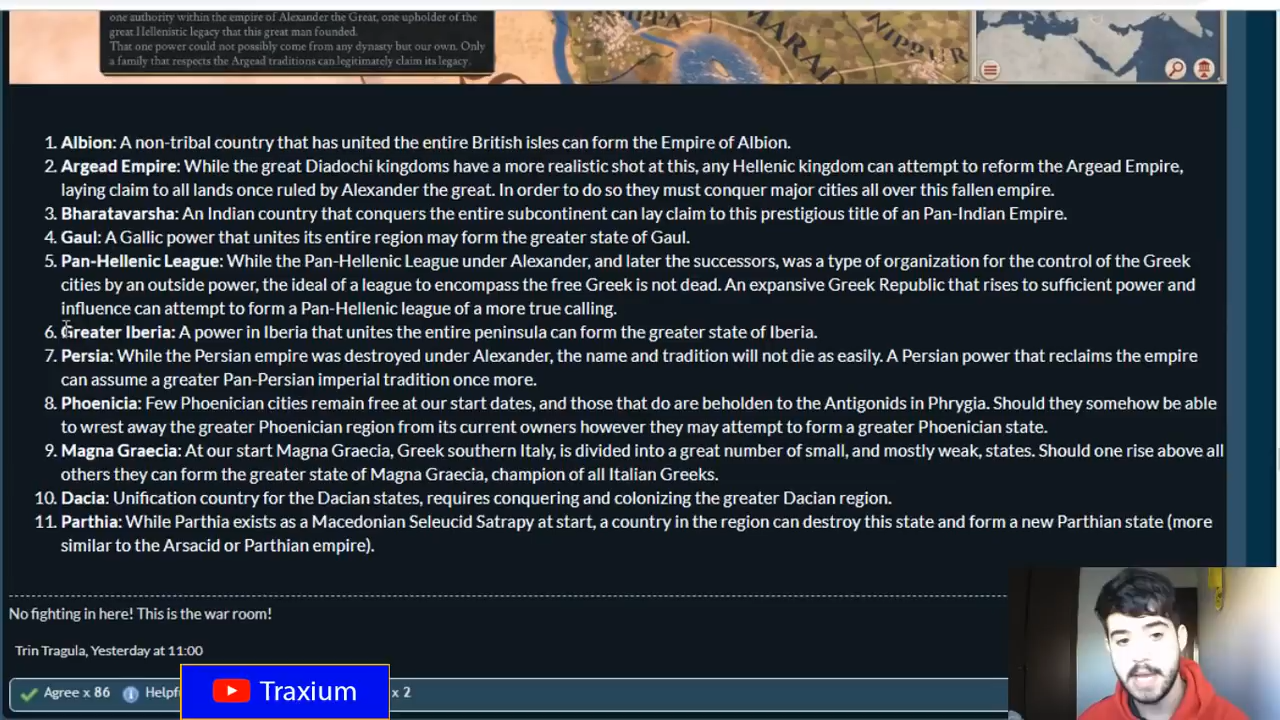 one authority within the empire of Alexander the Great, one upholder of the
great Hellenistic legacy that this great man founded.
That one power could not possibly come from any dynasty but our own. Only
a family that respects the Argead traditions can legitimately claim its legacy.
NIPPUR
1. Albion: A non-tribal country that has united the entire British isles can form the Empire of Albion.
2. Argead Empire: While the great Diadochi kingdoms have a more realistic shot at this, any Hellenic kingdom can attempt to reform the Argead Empire,
laying claim to all lands once ruled by Alexander the great. In order to do so they must conquer major cities all over this fallen empire.
3. Bharatavarsha: An Indian country that conquers the entire subcontinent can lay claim to this prestigious title of an Pan-Indian Empire.
4. Gaul: A Gallic power that unites its entire region may form the greater state of Gaul.
5. Pan-Hellenic League: While the Pan-Hellenic League under Alexander, and later the successors, was a type of organization for the control of the Greek
cities by an outside power, the ideal of a league to encompass the free Greek is not dead. An expansive Greek Republic that rises to sufficient power and
influence can attempt to form a Pan-Hellenic league of a more true calling.
6. Greater Iberia: A power in Iberia that unites the entire peninsula can form the greater state of Iberia.
7. Persia: While the Persian empire was destroyed under Alexander, the name and tradition will not die as easily. A Persian power that reclaims the empire
can assume a greater Pan-Persian imperial tradition once more.
8. Phoenicia: Few Phoenician cities remain free at our start dates, and those that do are beholden to the Antigonids in Phrygia. Should they somehow be able
to wrest away the greater Phoenician region from its current owners however they may attempt to form a greater Phoenician state.
9. Magna Graecia: At our start Magna Graecia, Greek southern Italy, is divided into a great number of small, and mostly weak, states. Should one rise above all
others they can form the greater state of Magna Graecia, champion of all Italian Greeks.
10. Dacia: Unification country for the Dacian states, requires conquering and colonizing the greater Dacian region.
11. Parthia: While Parthia exists as a Macedonian Seleucid Satrapy at start, a country in the region can destroy this state and form a new Parthian state (more
similar to the Arsacid or Parthian empire).
No fighting in here! This is the war room!
Trin Tragula, Yesterday at 11:00
Agree x 86 Helpf x 2
Traxium